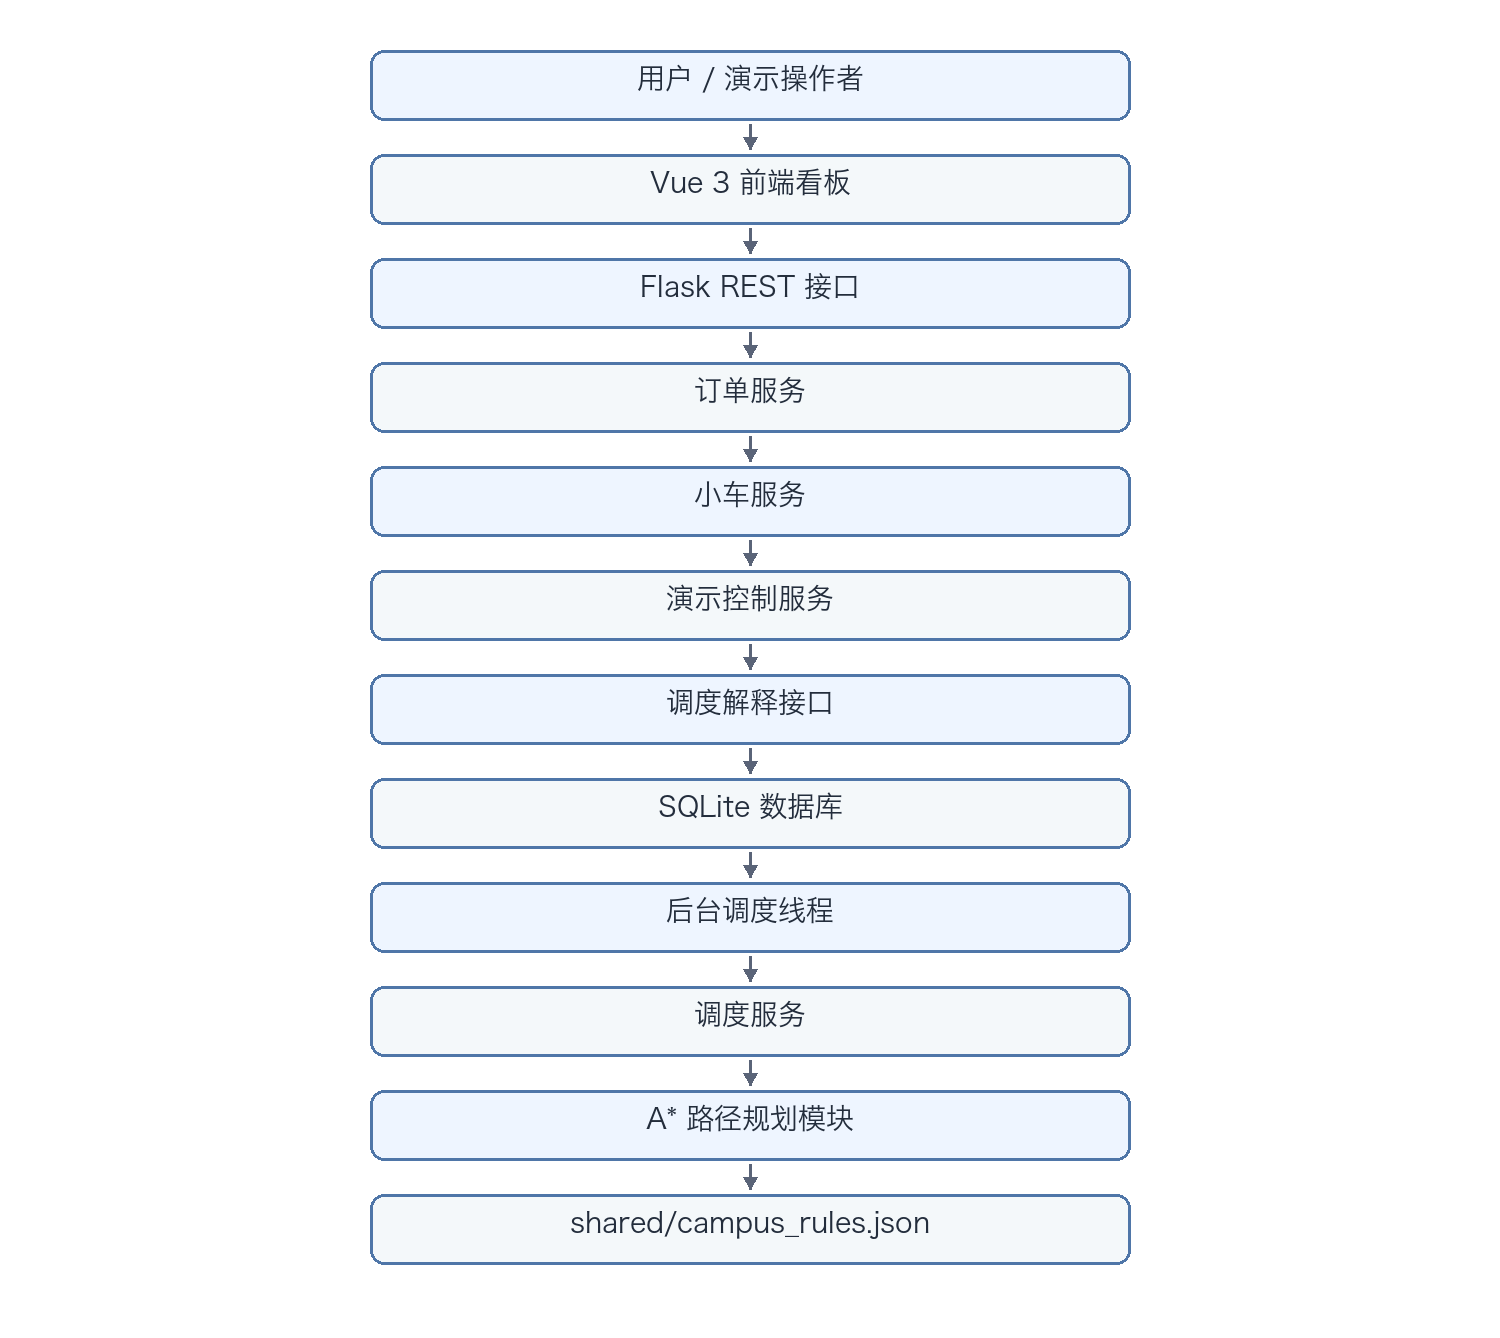 用户 / 演示操作者
Vue 3 前端看板
Flask REST 接口
订单服务
小车服务
演示控制服务
调度解释接口
SQLite 数据库
后台调度线程
调度服务
A* 路径规划模块
shared/campus_rules.json